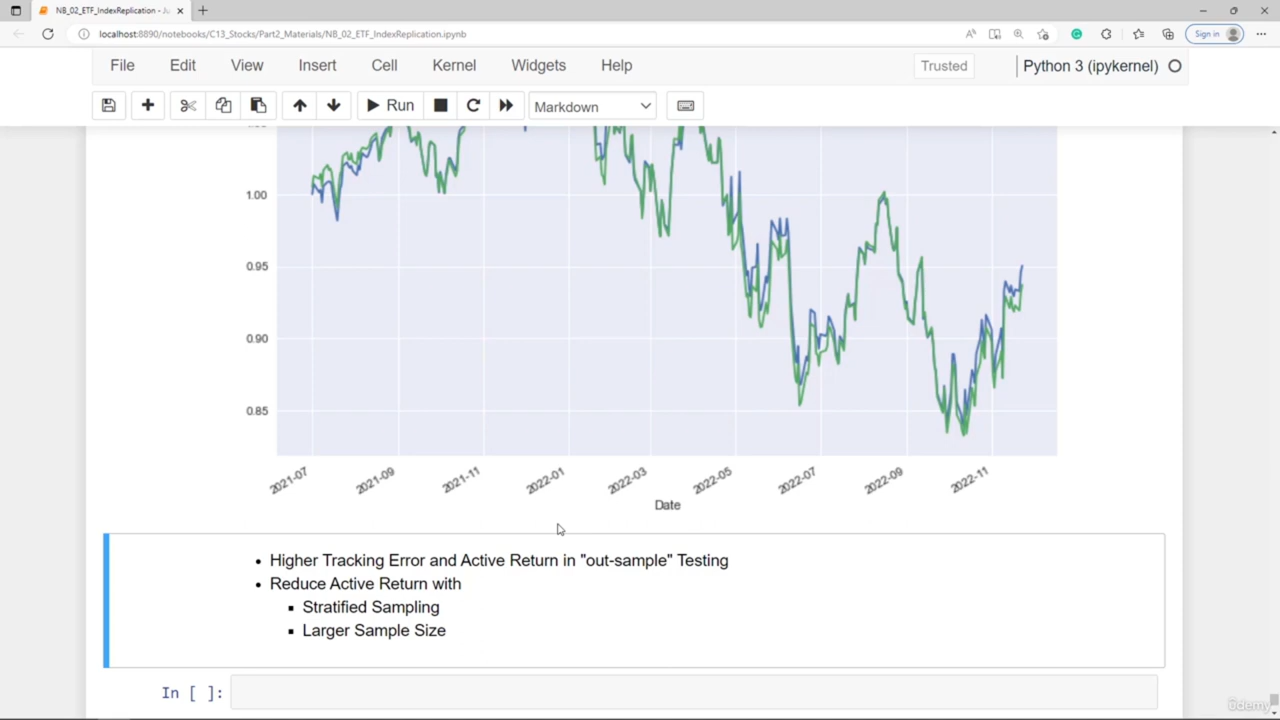 NB_02_ETF_IndexReplication - Ju
localhost:8890/notebooks/C13_Stocks/Part2_Materials/NB_02_ETF_IndexReplication.ipynb
Sign in
File Edit View Insert Cell Kernel Widgets Help Trusted Python 3 (ipykernel)
Run Markdown
1.00
0.95
0.90
0.85
2021-07 2021-09 2021-11 2022-01 2022-03 2022-05 2022-07 2022-09 2022-11
Date
• Higher Tracking Error and Active Return in "out-sample" Testing
• Reduce Active Return with
▪ Stratified Sampling
▪ Larger Sample Size
In [ ]:
Udemy